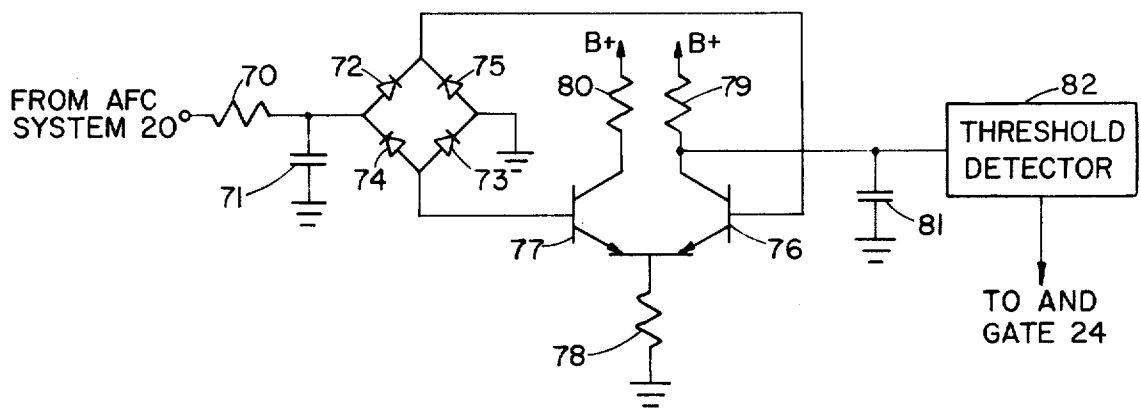 FROM AFC
SYSTEM 20
70
71
72
75
74
73
B+
B+
80
79
77
76
78
81
82
THRESHOLD
DETECTOR
TO AND
GATE 24